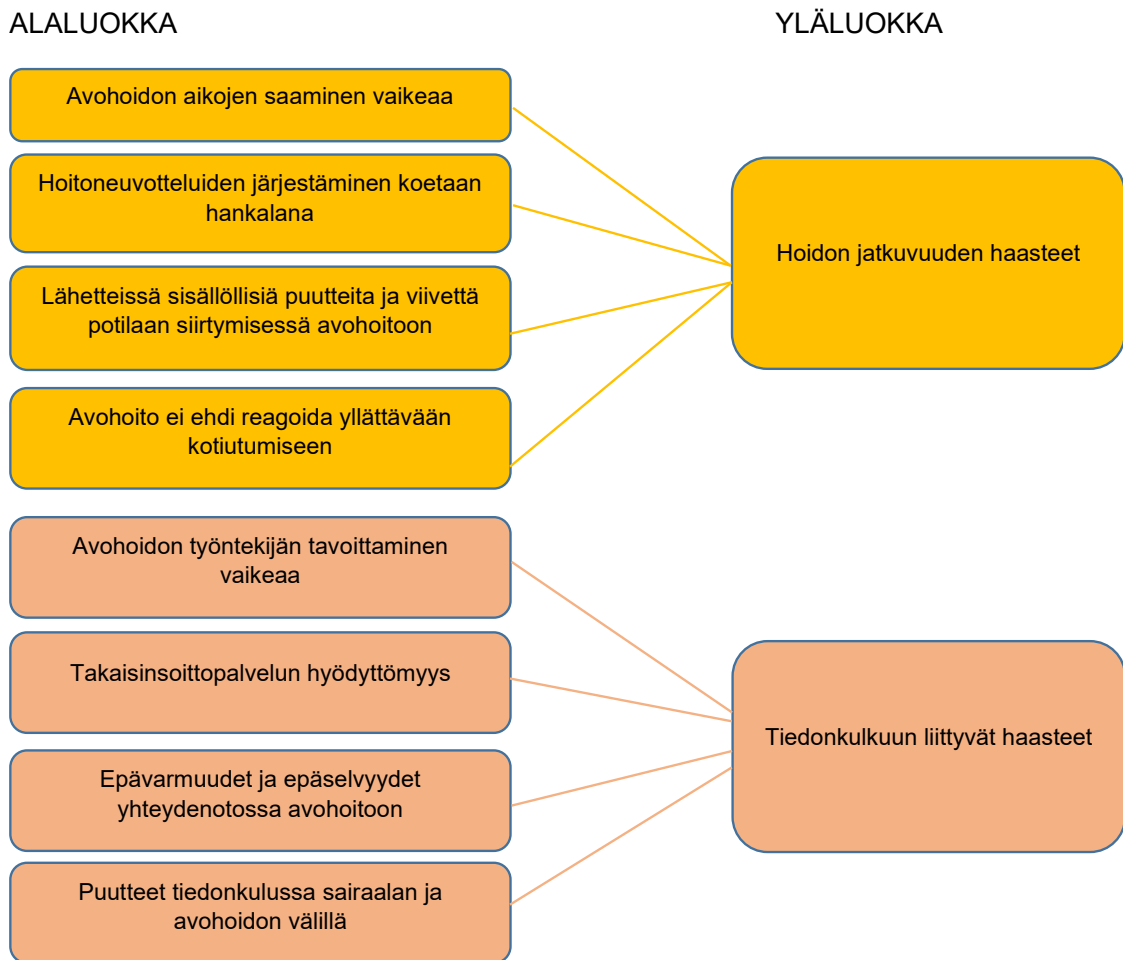 ALALUOKKA
YLÄLUOKKA
Avohoidon aikojen saaminen vaikeaa
Hoitoneuvotteluiden järjestäminen koetaan
hankalana
Lähetteissä sisällöllisiä puutteita ja viivettä
potilaan siirtymisessä avohoitoon
Avohoito ei ehdi reagoida yllättävään
kotiutumiseen
Hoidon jatkuvuuden haasteet
Avohoidon työntekijän tavoittaminen
vaikeaa
Takaisinsoittopalvelun hyödyttömyys
Epävarmuudet ja epäselvyydet
yhteydenotossa avohoitoon
Puutteet tiedonkulussa sairaalan ja
avohoidon välillä
Tiedonkulkuun liittyvät haasteet